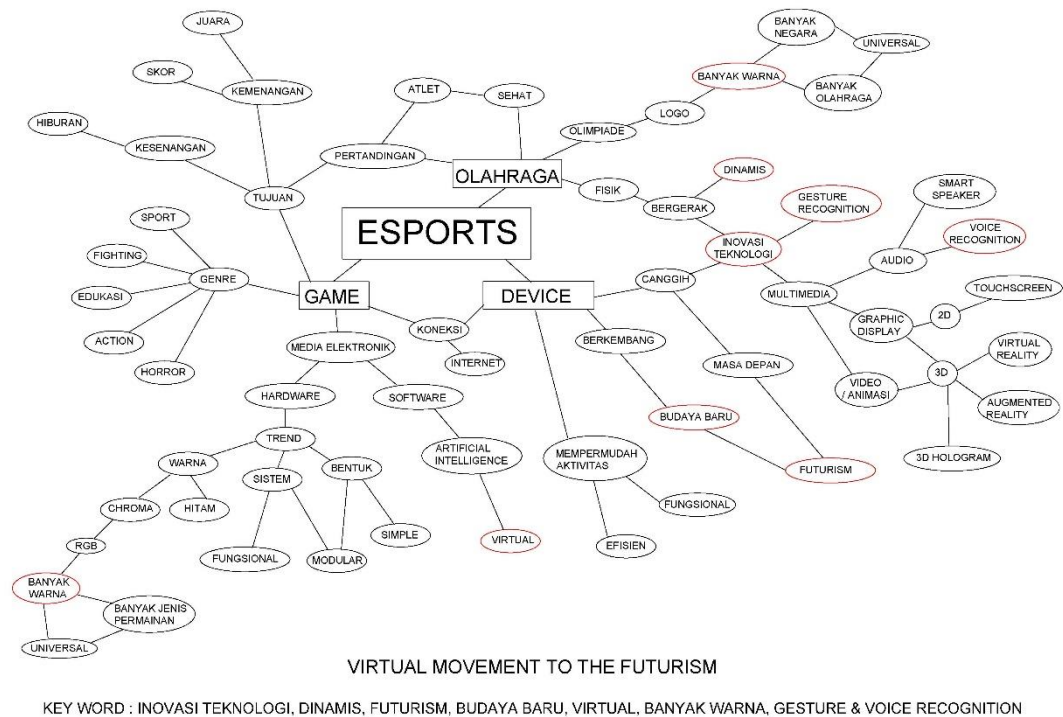 JUARA
SKOR
KEMENANGAN
HIBURAN
KESENANGAN
TUJUAN
PERTANDINGAN
ATLET
SEHAT
OLAHRAGA
OLIMPIADE
LOGO
BANYAK WARNA
BANYAK
NEGARA
UNIVERSAL
BANYAK
OLAHRAGA
FISIK
BERGERAK
DINAMIS
GESTURE
RECOGNITION
INOVASI
TEKNOLOGI
SMART
SPEAKER
VOICE
RECOGNITION
AUDIO
MULTIMEDIA
TOUCHSCREEN
GRAPHIC
DISPLAY
2D
3D
VIRTUAL
REALITY
AUGMENTED
REALITY
3D HOLOGRAM
VIDEO
/ ANIMASI
ESPORTS
GAME
DEVICE
CANGGIH
MASA DEPAN
FUTURISM
BERKEMBANG
BUDAYA BARU
MEMPERMUDAH
AKTIVITAS
FUNGSIONAL
EFISIEN
KONEKSI
INTERNET
SPORT
FIGHTING
GENRE
EDUKASI
ACTION
HORROR
MEDIA ELEKTRONIK
HARDWARE
SOFTWARE
ARTIFICIAL
INTELLIGENCE
VIRTUAL
TREND
WARNA
SISTEM
BENTUK
CHROMA
HITAM
RGB
FUNGSIONAL
MODULAR
SIMPLE
BANYAK
WARNA
BANYAK JENIS
PERMAINAN
UNIVERSAL
VIRTUAL MOVEMENT TO THE FUTURISM
KEY WORD : INOVASI TEKNOLOGI, DINAMIS, FUTURISM, BUDAYA BARU, VIRTUAL, BANYAK WARNA, GESTURE & VOICE RECOGNITION